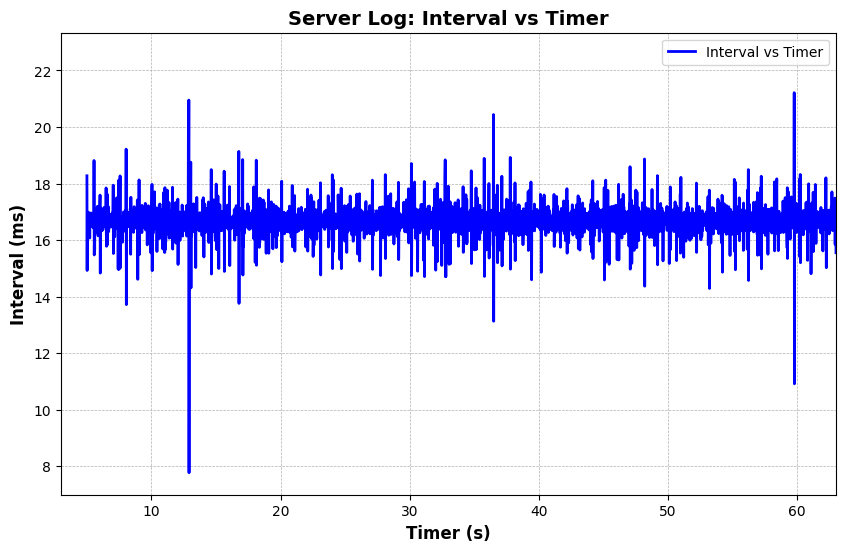 Server Log: Interval vs Timer
Interval vs Timer
22
20
18
16
14
12
10
8
Interval (ms)
10 20 30 40 50 60
Timer (s)